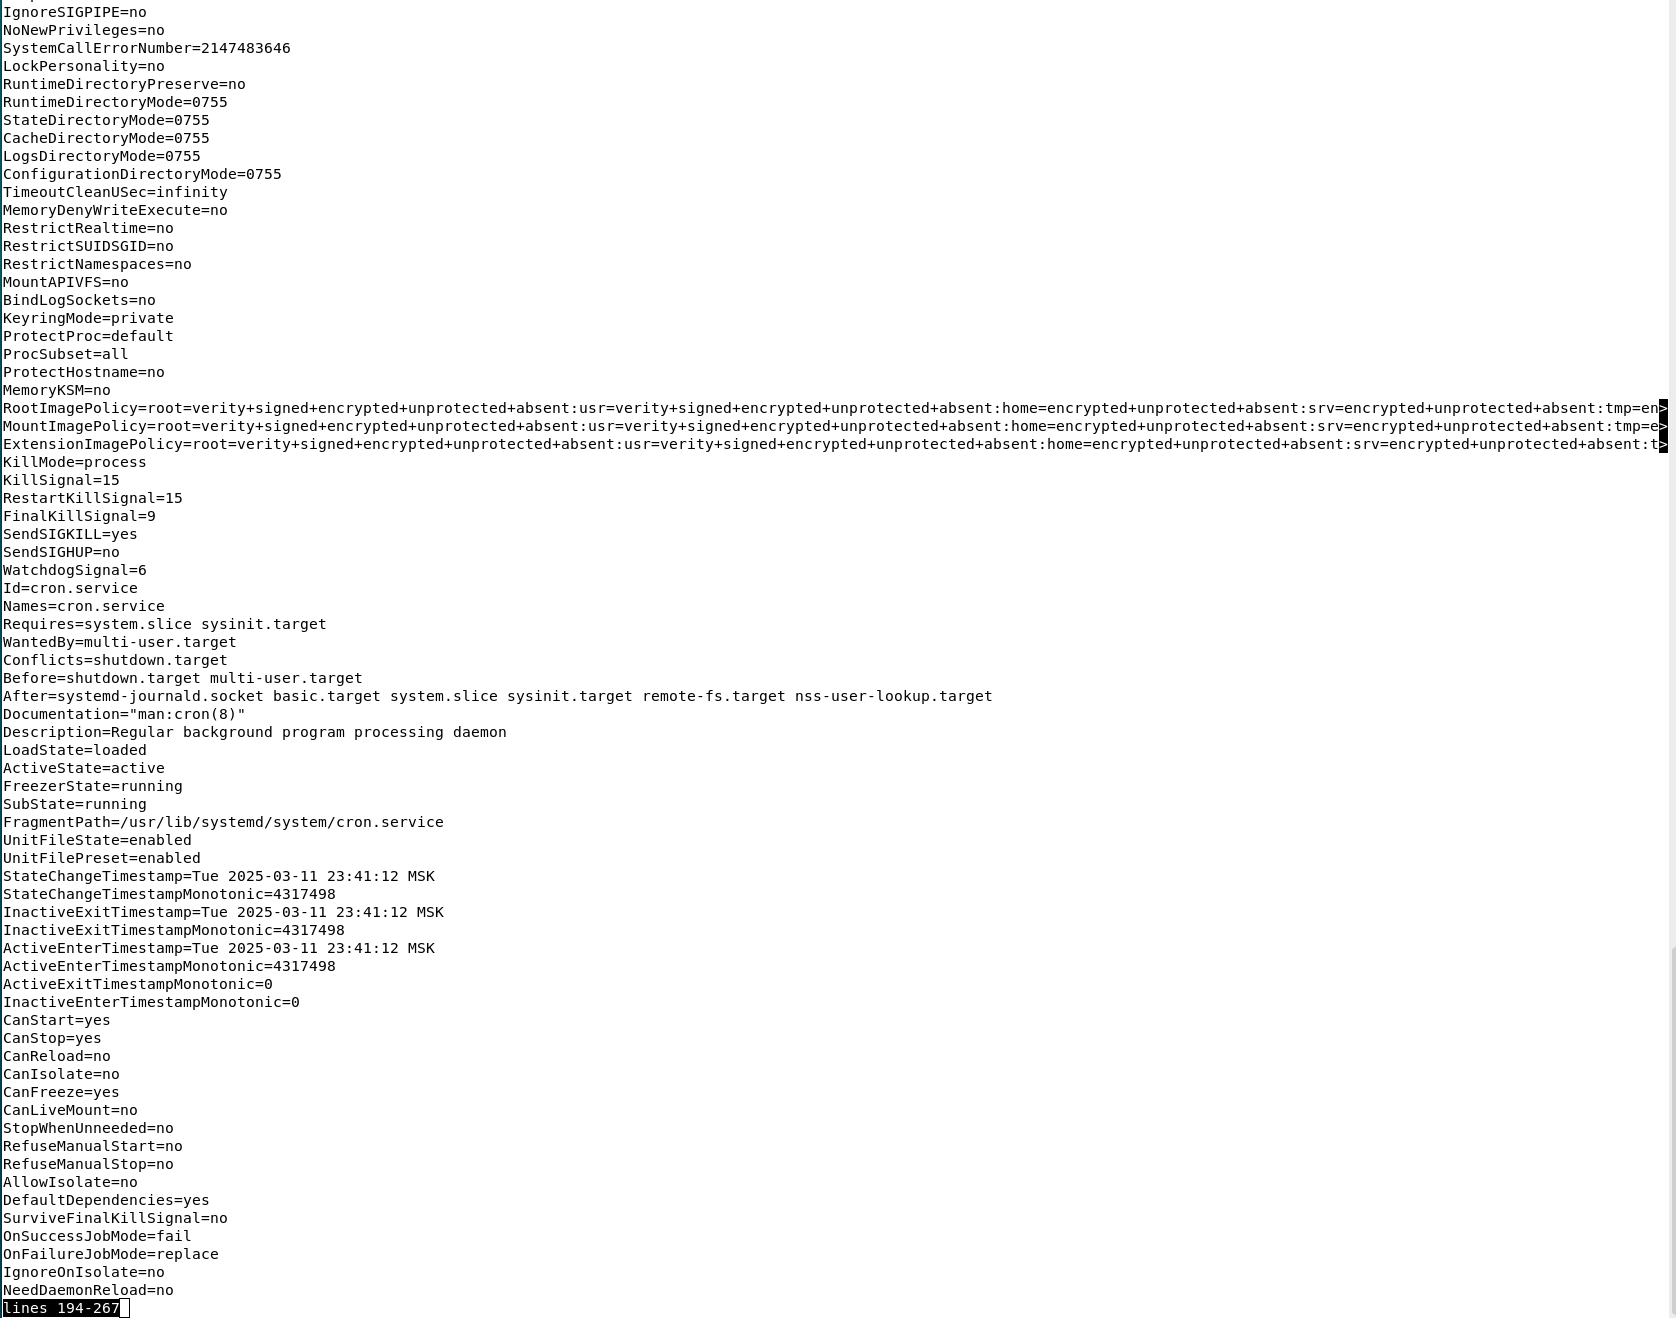 IgnoreSIGPIPE=no
NoNewPrivileges=no
SystemCallErrorNumber=2147483646
LockPersonality=no
RuntimeDirectoryPreserve=no
RuntimeDirectoryMode=0755
StateDirectoryMode=0755
CacheDirectoryMode=0755
LogsDirectoryMode=0755
ConfigurationDirectoryMode=0755
TimeoutCleanUSec=infinity
MemoryDenyWriteExecute=no
RestrictRealtime=no
RestrictSUIDSGID=no
RestrictNamespaces=no
MountAPIVFS=no
BindLogSockets=no
KeyringMode=private
ProtectProc=default
ProcSubset=all
ProtectHostname=no
MemoryKSM=no
RootImagePolicy=root=verity+signed+encrypted+unprotected+absent:usr=verity+signed+encrypted+unprotected+absent:home=encrypted+unprotected+absent:srv=encrypted+unprotected+absent:tmp=en>
MountImagePolicy=root=verity+signed+encrypted+unprotected+absent:usr=verity+signed+encrypted+unprotected+absent:home=encrypted+unprotected+absent:srv=encrypted+unprotected+absent:tmp=e>
ExtensionImagePolicy=root=verity+signed+encrypted+unprotected+absent:usr=verity+signed+encrypted+unprotected+absent:home=encrypted+unprotected+absent:srv=encrypted+unprotected+absent:t>
KillMode=process
KillSignal=15
RestartKillSignal=15
FinalKillSignal=9
SendSIGKILL=yes
SendSIGHUP=no
WatchdogSignal=6
Id=cron.service
Names=cron.service
Requires=system.slice sysinit.target
WantedBy=multi-user.target
Conflicts=shutdown.target
Before=shutdown.target multi-user.target
After=systemd-journald.socket basic.target system.slice sysinit.target remote-fs.target nss-user-lookup.target
Documentation="man:cron(8)"
Description=Regular background program processing daemon
LoadState=loaded
ActiveState=active
FreezerState=running
SubState=running
FragmentPath=/usr/lib/systemd/system/cron.service
UnitFileState=enabled
UnitFilePreset=enabled
StateChangeTimestamp=Tue 2025-03-11 23:41:12 MSK
StateChangeTimestampMonotonic=4317498
InactiveExitTimestamp=Tue 2025-03-11 23:41:12 MSK
InactiveExitTimestampMonotonic=4317498
ActiveEnterTimestamp=Tue 2025-03-11 23:41:12 MSK
ActiveEnterTimestampMonotonic=4317498
ActiveExitTimestampMonotonic=0
InactiveEnterTimestampMonotonic=0
CanStart=yes
CanStop=yes
CanReload=no
CanIsolate=no
CanFreeze=yes
CanLiveMount=no
StopWhenUnneeded=no
RefuseManualStart=no
RefuseManualStop=no
AllowIsolate=no
DefaultDependencies=yes
SurviveFinalKillSignal=no
OnSuccessJobMode=fail
OnFailureJobMode=replace
IgnoreOnIsolate=no
NeedDaemonReload=no
lines 194-267